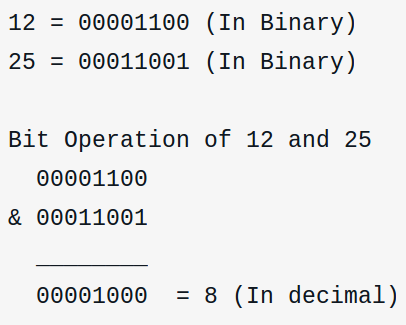 12 = 00001100 (In Binary)
25 = 00011001 (In Binary)
Bit Operation of 12 and 25
00001100
& 00011001
________
00001000 = 8 (In decimal)